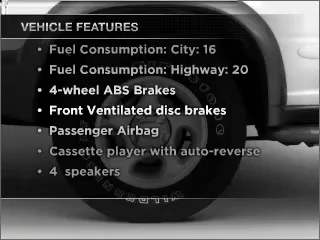 VEHICLE FEATURES
• Fuel Consumption: City: 16
• Fuel Consumption: Highway: 20
• 4-wheel ABS Brakes
• Front Ventilated disc brakes
• Passenger Airbag
• Cassette player with auto-reverse
• 4 speakers